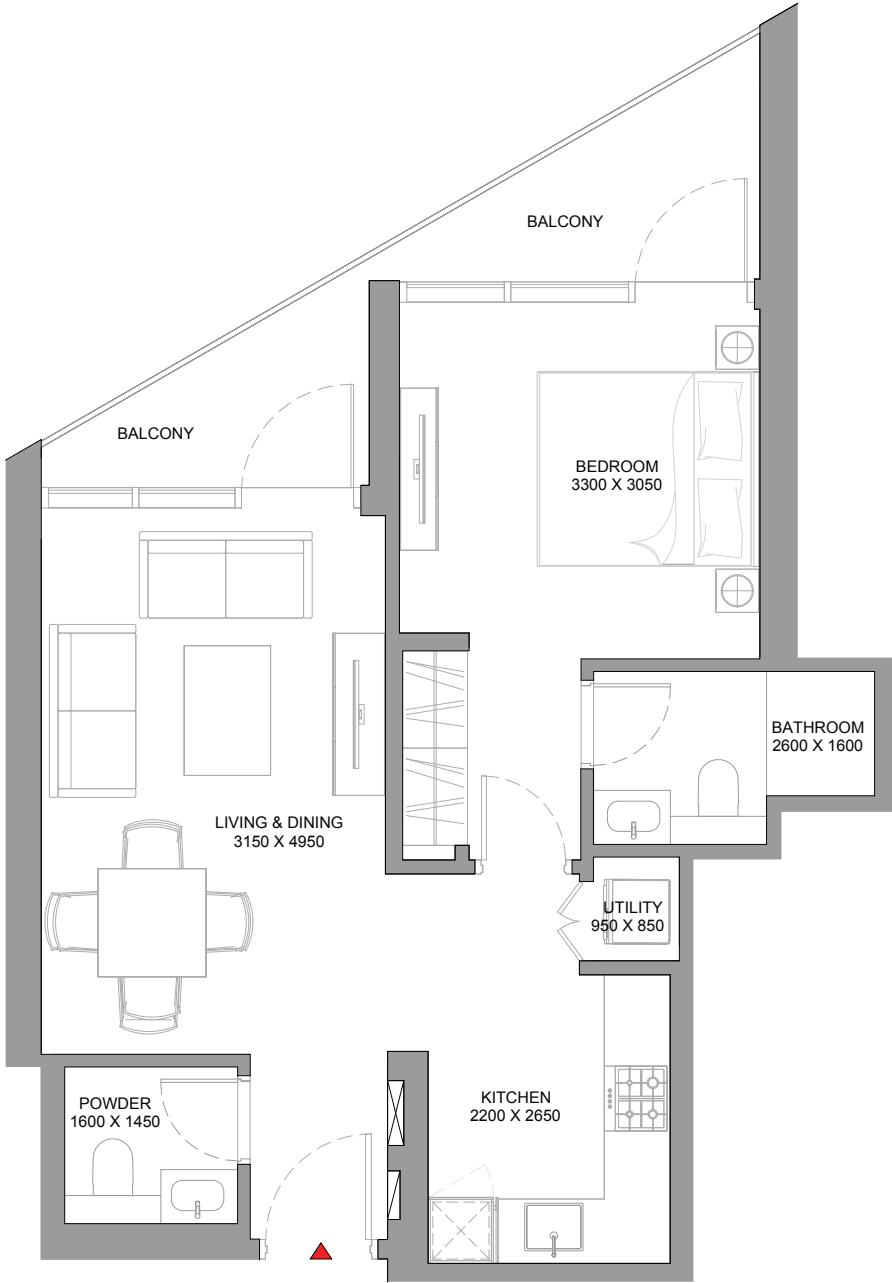 BALCONY
BALCONY
BEDROOM
3300 X 3050
BATHROOM
2600 X 1600
LIVING & DINING
3150 X 4950
UTILITY
950 X 850
KITCHEN
2200 X 2650
POWDER
1600 X 1450